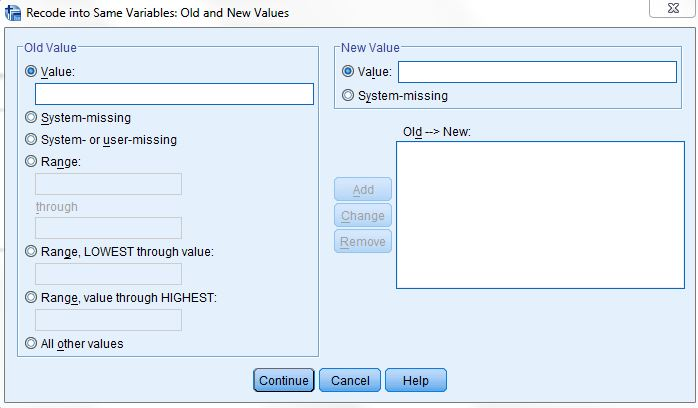 Recode into Same Variables: Old and New Values
Old Value
Value:
System-missing
System- or user-missing
Range:
through
Range, LOWEST through value:
Range, value through HIGHEST:
All other values
New Value
Value:
System-missing
Old --> New:
Add
Change
Remove
Continue
Cancel
Help